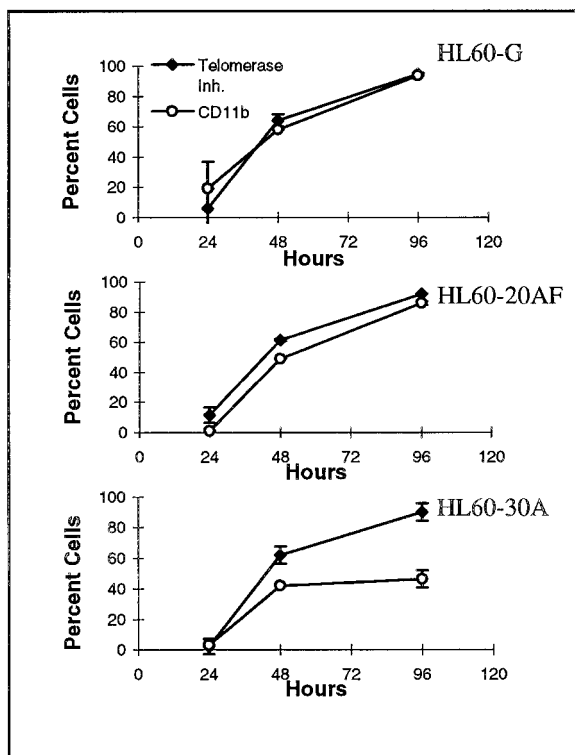 HL60-G
Percent Cells
100
80
60
40
20
0
Telomerase
Inh.
CD11b
0 24 48 72 96 120
Hours
HL60-20AF
Percent Cells
100
80
60
40
20
0
0 24 48 72 96 120
Hours
HL60-30A
Percent Cells
100
80
60
40
20
0
0 24 48 72 96 120
Hours